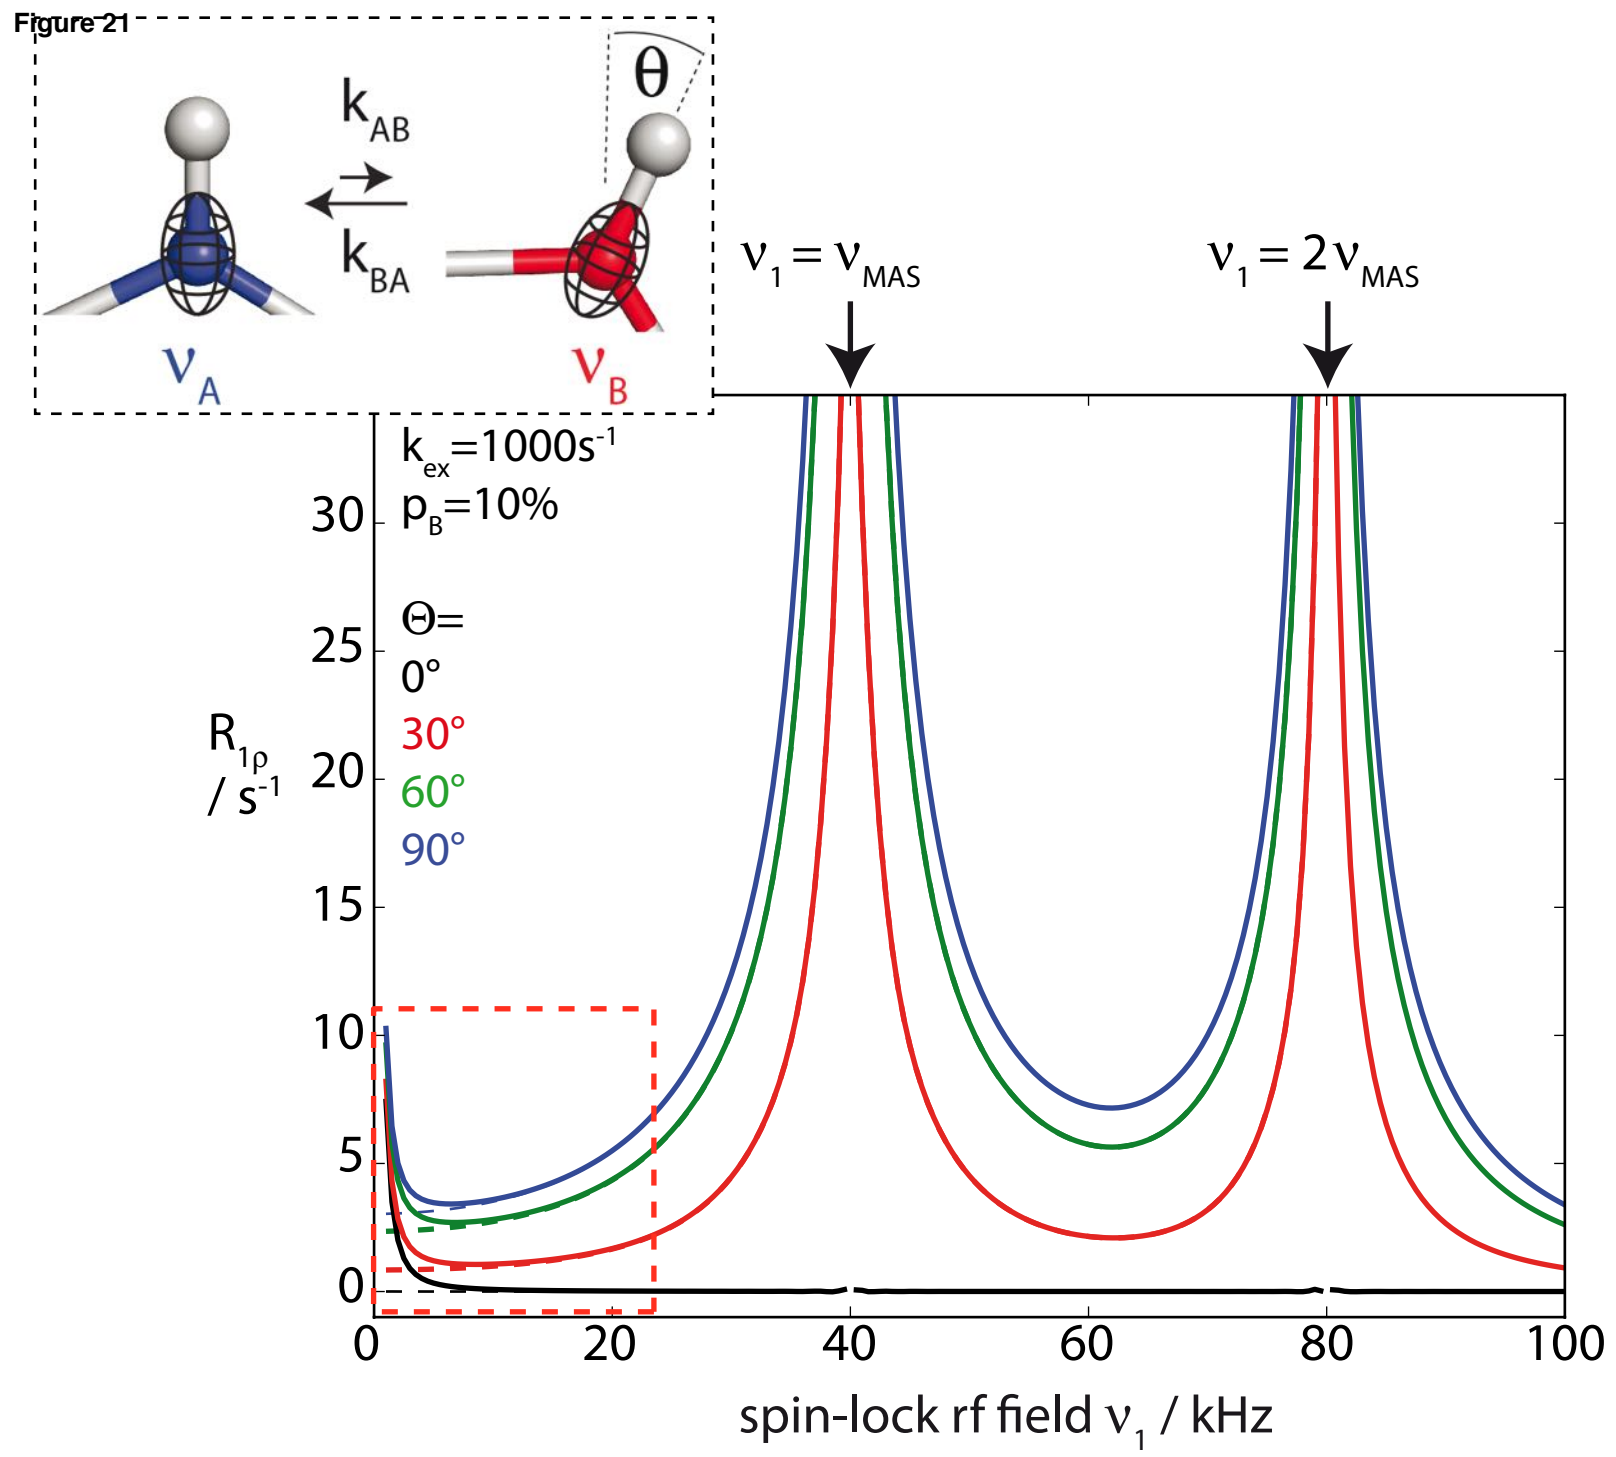 Figure 21
θ
k_AB
k_BA
ν_A
ν_B
ν_1 = ν_MAS
ν_1 = 2ν_MAS
k_ex=1000s^-1
p_B=10%
Θ=
0°
30°
60°
90°
R_1ρ
/ s^-1
30
25
20
15
10
5
0
0 20 40 60 80 100
spin-lock rf field ν_1 / kHz